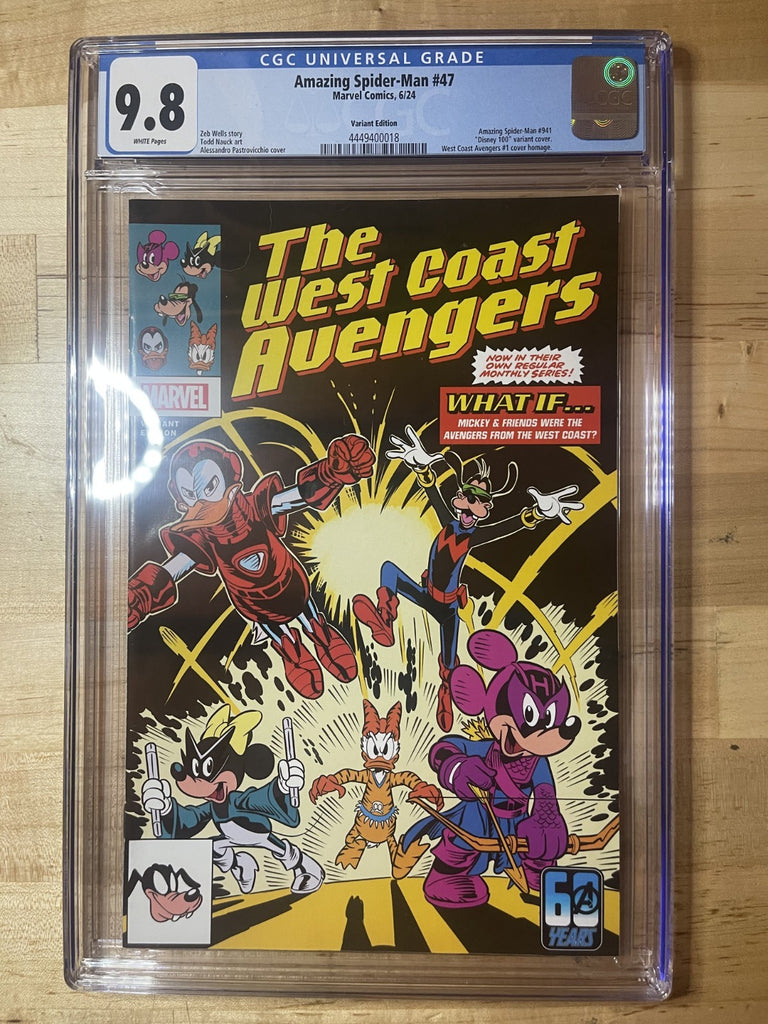 CGC UNIVERSAL GRADE
9.8
WHITE Pages
Amazing Spider-Man #47
Marvel Comics, 6/24
Variant Edition
4449400018
Zeb Wells story
Todd Nauck art
Alessandro Pastrovicchio cover
Amazing Spider-Man #941
"Disney 100" variant cover.
West Coast Avengers #1 cover homage.
CGC
The
West Coast
Avengers
NOW IN THEIR
OWN REGULAR
MONTHLY SERIES!
WHAT IF...
MICKEY & FRIENDS WERE THE
AVENGERS FROM THE WEST COAST?
MARVEL
VARIANT
EDITION
H
60
YEARS